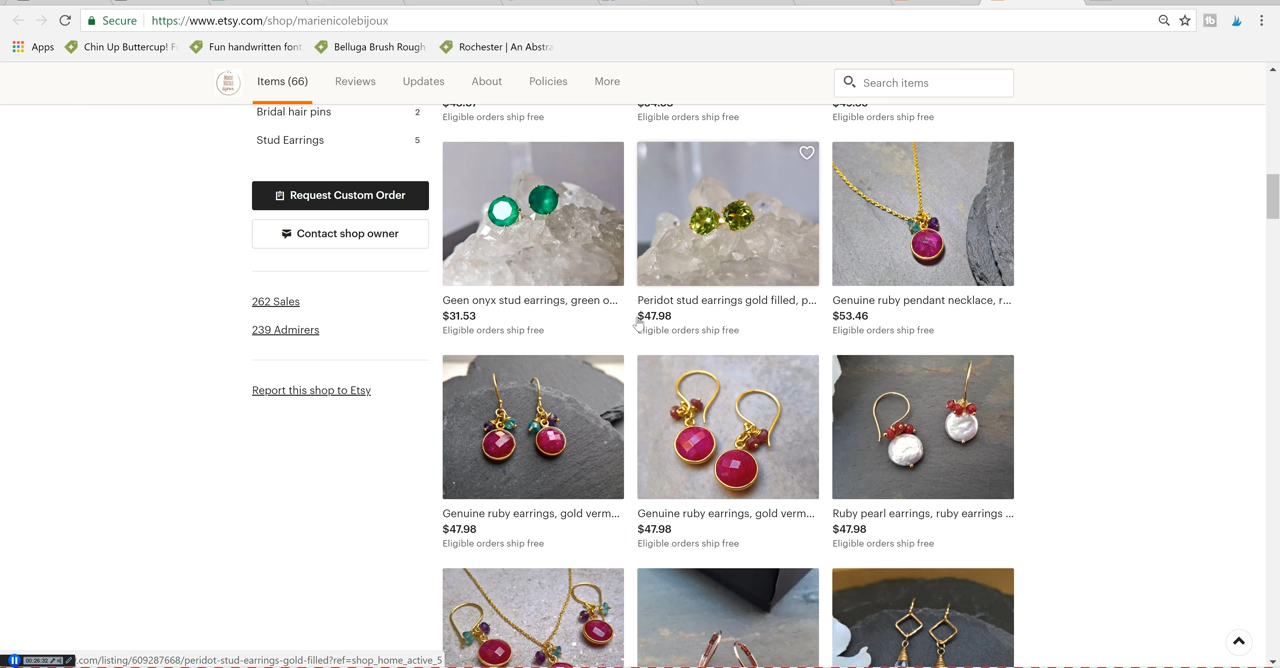 Secure https://www.etsy.com/shop/marienicolebijoux
Apps Chin Up Buttercup! F Fun handwritten font Belluga Brush Rough Rochester | An Abstra
Items (66) Reviews Updates About Policies More Search items
Bridal hair pins 2
Stud Earrings 5
Request Custom Order
Contact shop owner
262 Sales
239 Admirers
Report this shop to Etsy
Eligible orders ship free
Eligible orders ship free
Eligible orders ship free
Geen onyx stud earrings, green o...
$31.53
Eligible orders ship free
Peridot stud earrings gold filled, p...
$47.98
Eligible orders ship free
Genuine ruby pendant necklace, r...
$53.46
Eligible orders ship free
Genuine ruby earrings, gold verm...
$47.98
Eligible orders ship free
Genuine ruby earrings, gold verm...
$47.98
Eligible orders ship free
Ruby pearl earrings, ruby earrings ...
$47.98
Eligible orders ship free
00:26:32
.com/listing/609287668/peridot-stud-earrings-gold-filled?ref=shop_home_active_5